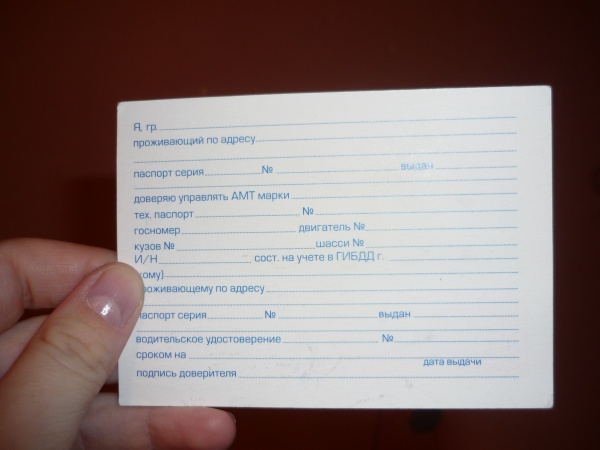 Я, гр.
проживающий по адресу
паспорт серия № выдан
доверяю управлять АМТ марки
тех. паспорт №
госномер двигатель №
кузов № шасси №
И/Н сост. на учете в ГИБДД г.
кому)
роживающему по адресу
паспорт серия № выдан
водительское удостоверение №
сроком на
дата выдачи
подпись доверителя